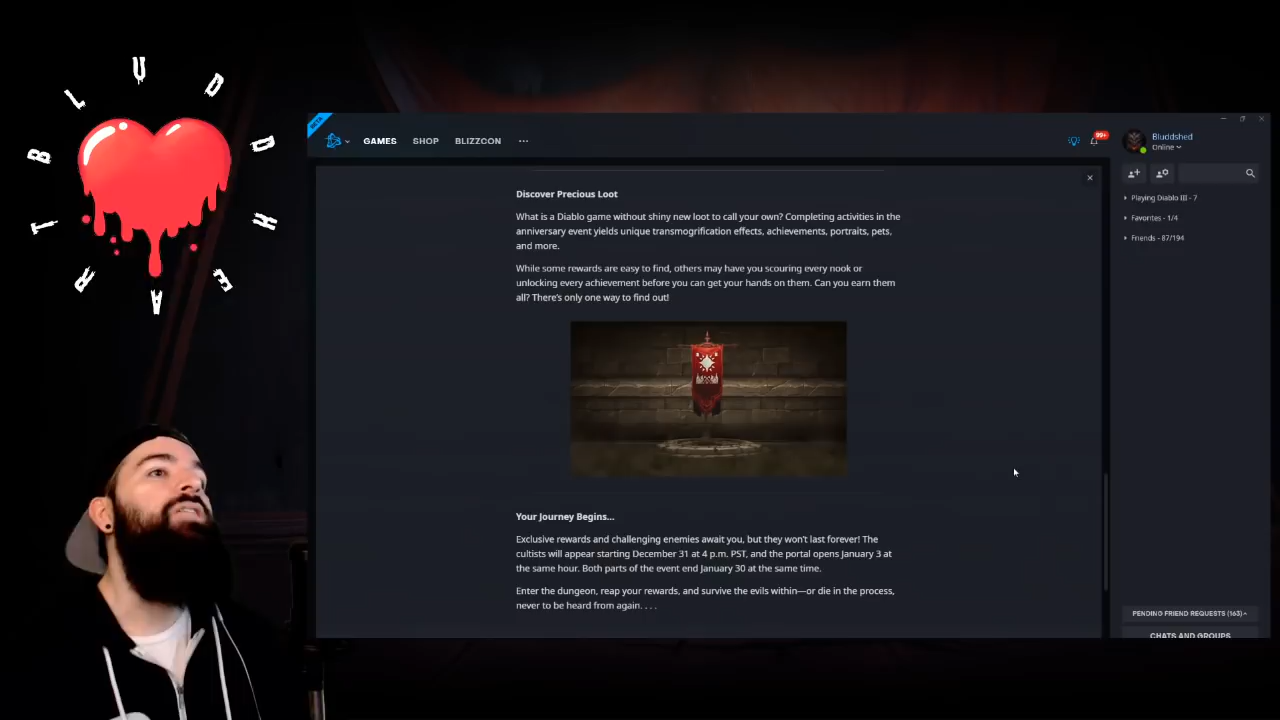 BLUDDHEART
BETA
GAMES
SHOP
BLIZZCON
99+
Bluddshed
Online
Playing Diablo III - 7
Favorites - 1/4
Friends - 87/194
Discover Precious Loot
What is a Diablo game without shiny new loot to call your own? Completing activities in the
anniversary event yields unique transmogrification effects, achievements, portraits, pets,
and more.
While some rewards are easy to find, others may have you scouring every nook or
unlocking every achievement before you can get your hands on them. Can you earn them
all? There's only one way to find out!
Your Journey Begins...
Exclusive rewards and challenging enemies await you, but they won't last forever! The
cultists will appear starting December 31 at 4 p.m. PST, and the portal opens January 3 at
the same hour. Both parts of the event end January 30 at the same time.
Enter the dungeon, reap your rewards, and survive the evils within—or die in the process,
never to be heard from again. . . .
PENDING FRIEND REQUESTS (163)
CHATS AND GROUPS